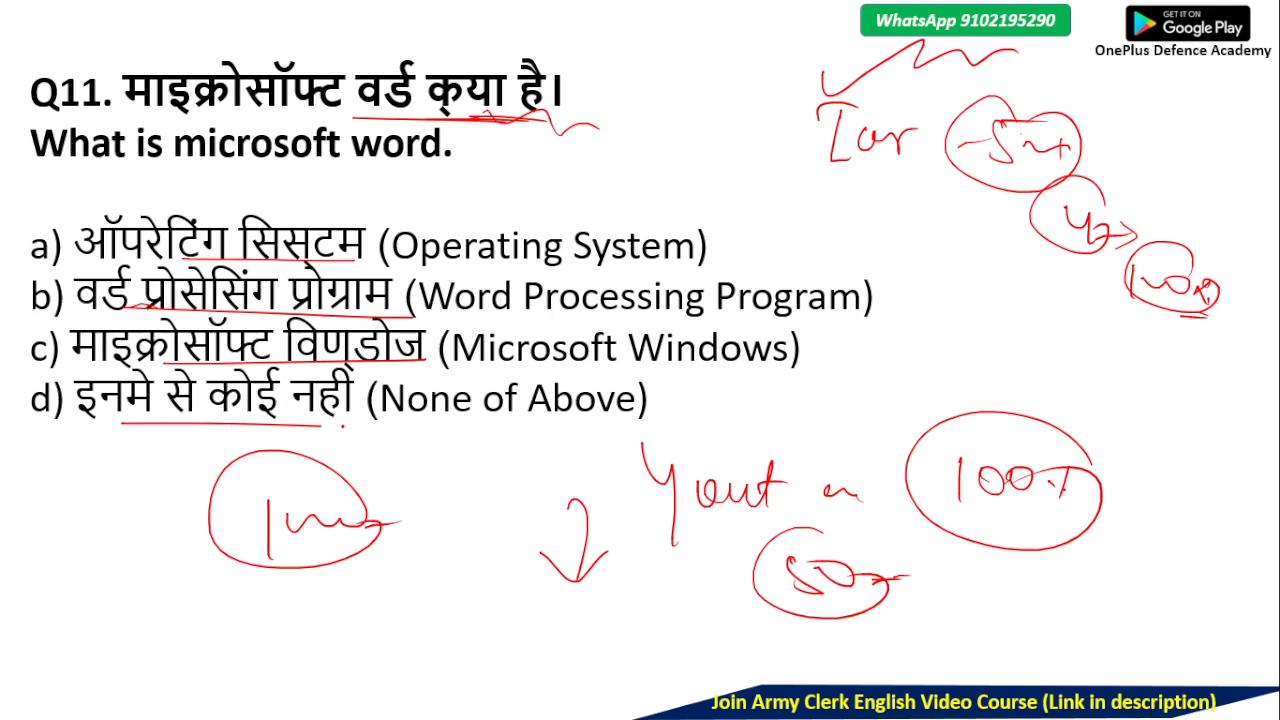 WhatsApp 9102195290
GET IT ON
Google Play
OnePlus Defence Academy
Q11. माइक्रोसॉफ्ट वर्ड क्या है।
What is microsoft word.
a) ऑपरेटिंग सिस्टम (Operating System)
b) वर्ड प्रोसेसिंग प्रोग्राम (Word Processing Program)
c) माइक्रोसॉफ्ट विण्डोज (Microsoft Windows)
d) इनमे से कोई नहीं (None of Above)
100%
Join Army Clerk English Video Course (Link in description)